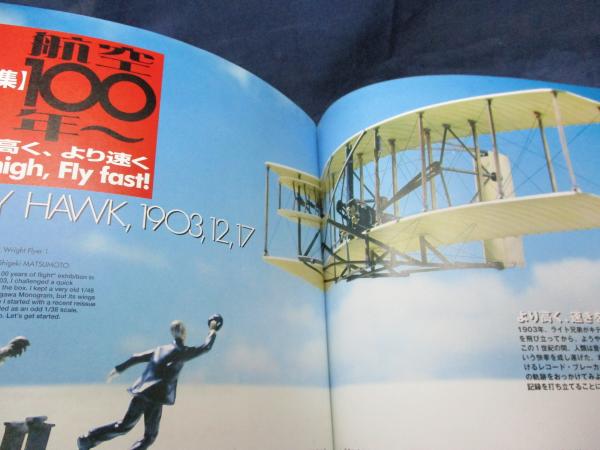 航空
集】
100
年～
高く、より速く
high, Fly fast!
Y HAWK, 1903,12,17
Wright Flyer 1
Shigeki MATSUMOTO
00 years of flight" exhibition in
03, I challenged a quick
the box. I kept a very old 1/48
gawa Monogram, but its wings
I started with a recent reissue
ed as an odd 1/39 scale.
o. Let's get started.
より高く、速さを
1903年、ライト兄弟がキテ
を飛び立ってから、ようや
この1世紀の間、人類は音
いう快挙を成し遂げた。
けるレコード・ブレーカ
の軌跡をおっかけてみよ
記録を打ち立てることに